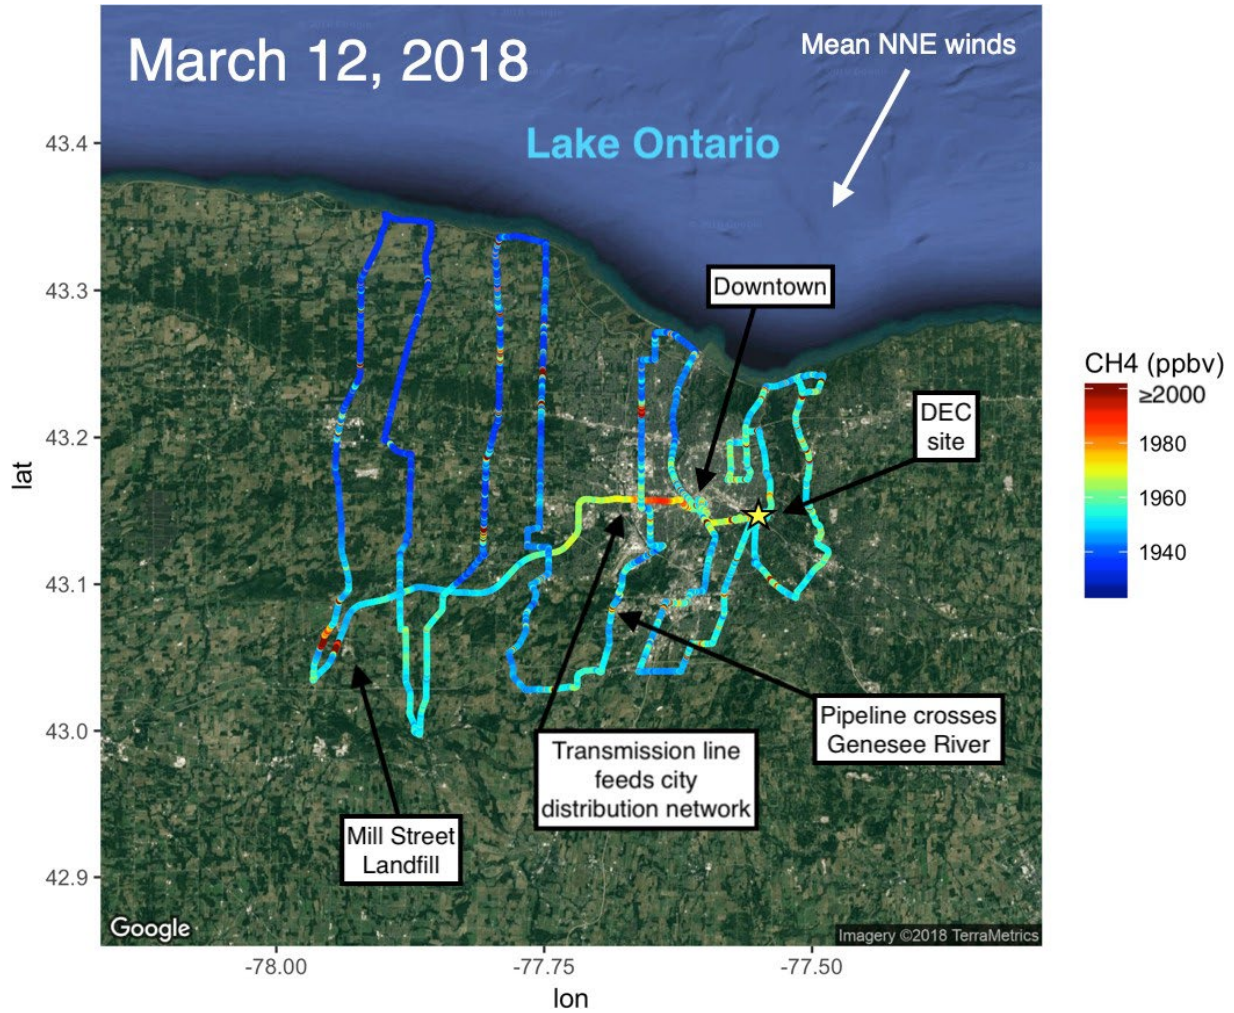 March 12, 2018
Mean NNE winds
Lake Ontario
Downtown
DEC
site
Pipeline crosses
Genesee River
Transmission line
feeds city
distribution network
Mill Street
Landfill
Google
Imagery ©2018 TerraMetrics
43.4
43.3
43.2
43.1
43.0
42.9
lat
-78.00
-77.75
-77.50
lon
CH4 (ppbv)
≥2000
1980
1960
1940